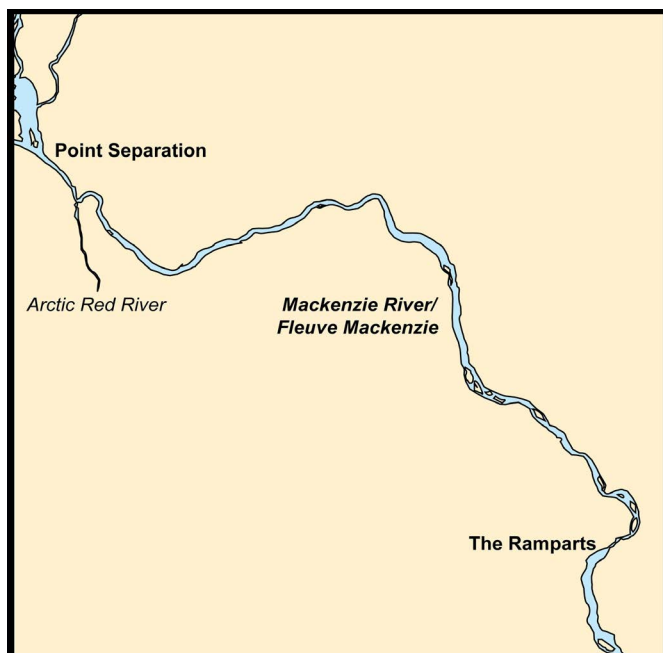 Point Separation
Arctic Red River
Mackenzie River/
Fleuve Mackenzie
The Ramparts